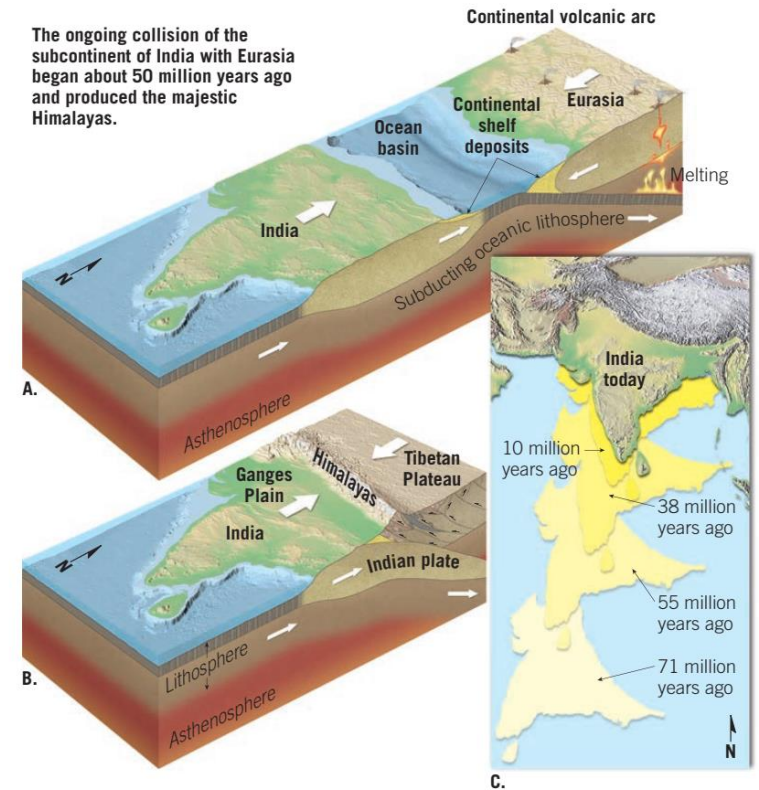 Continental volcanic arc
The ongoing collision of the
subcontinent of India with Eurasia
began about 50 million years ago
and produced the majestic
Himalayas.
Continental
shelf
deposits
Eurasia
Ocean
basin
Melting
India
Subducting oceanic lithosphere
N
A.
Asthenosphere
Himalayas
Tibetan
Plateau
Ganges
Plain
India
Indian plate
N
Lithosphere
B.
Asthenosphere
India
today
10 million
years ago
38 million
years ago
55 million
years ago
71 million
years ago
N
C.